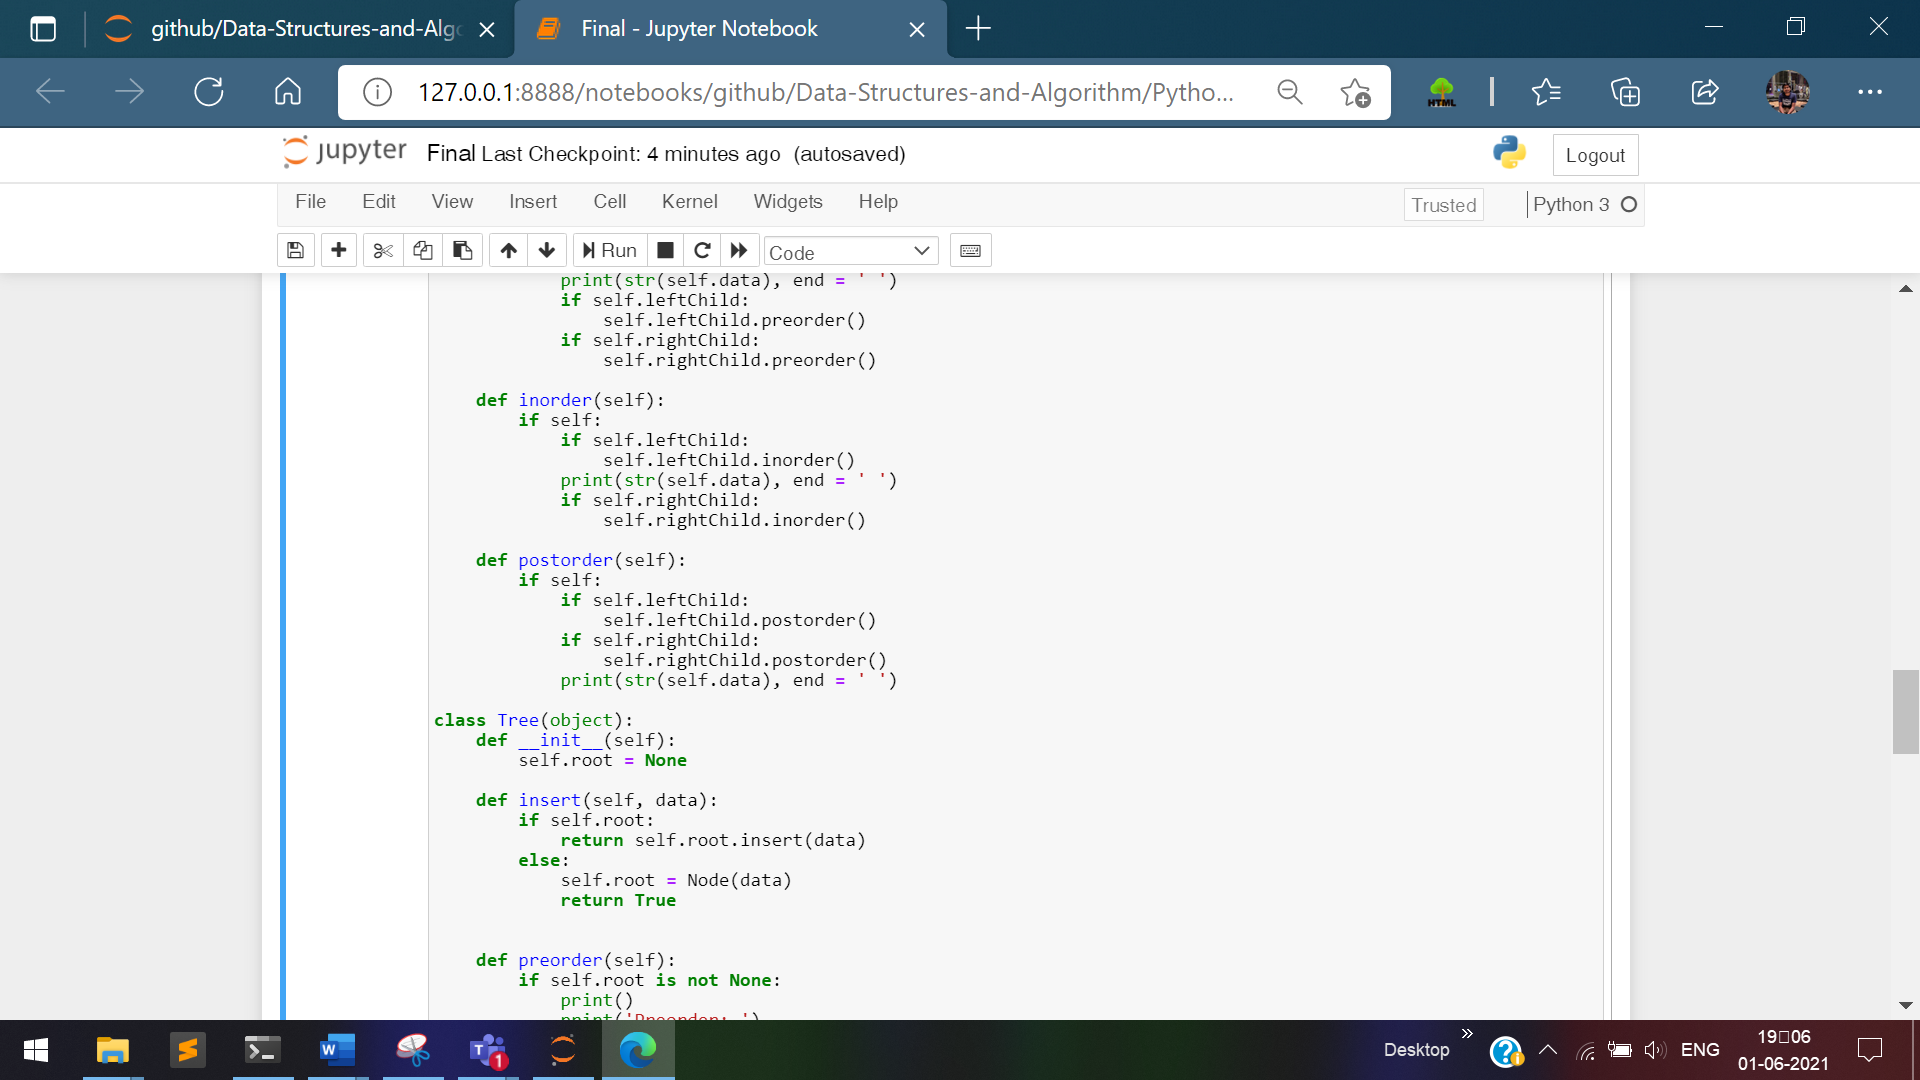 github/Data-Structures-and-Algo
Final - Jupyter Notebook
127.0.0.1:8888/notebooks/github/Data-Structures-and-Algorithm/Pytho...
HTML
jupyter Final Last Checkpoint: 4 minutes ago (autosaved)
Logout
File Edit View Insert Cell Kernel Widgets Help
Trusted
Python 3
Run
Code
            print(str(self.data), end = ' ')
            if self.leftChild:
                self.leftChild.preorder()
            if self.rightChild:
                self.rightChild.preorder()
    def inorder(self):
        if self:
            if self.leftChild:
                self.leftChild.inorder()
            print(str(self.data), end = ' ')
            if self.rightChild:
                self.rightChild.inorder()
    def postorder(self):
        if self:
            if self.leftChild:
                self.leftChild.postorder()
            if self.rightChild:
                self.rightChild.postorder()
            print(str(self.data), end = ' ')
class Tree(object):
    def __init__(self):
        self.root = None
    def insert(self, data):
        if self.root:
            return self.root.insert(data)
        else:
            self.root = Node(data)
            return True
    def preorder(self):
        if self.root is not None:
            print()
            print('Preorder: ')
Desktop
ENG
19▯06
01-06-2021
1